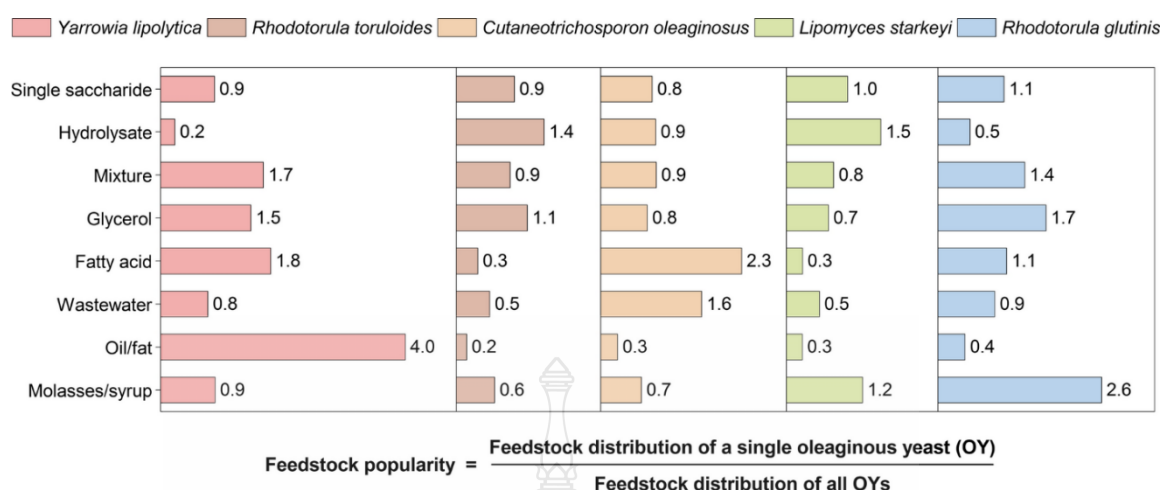 Yarrowia lipolytica Rhodotorula toruloides Cutaneotrichosporon oleaginosus Lipomyces starkeyi Rhodotorula glutinis
Single saccharide 0.9 0.9 0.8 1.0 1.1
Hydrolysate 0.2 1.4 0.9 1.5 0.5
Mixture 1.7 0.9 0.9 0.8 1.4
Glycerol 1.5 1.1 0.8 0.7 1.7
Fatty acid 1.8 0.3 2.3 0.3 1.1
Wastewater 0.8 0.5 1.6 0.5 0.9
Oil/fat 4.0 0.2 0.3 0.3 0.4
Molasses/syrup 0.9 0.6 0.7 1.2 2.6
Feedstock distribution of a single oleaginous yeast (OY)
Feedstock popularity =
Feedstock distribution of all OYs